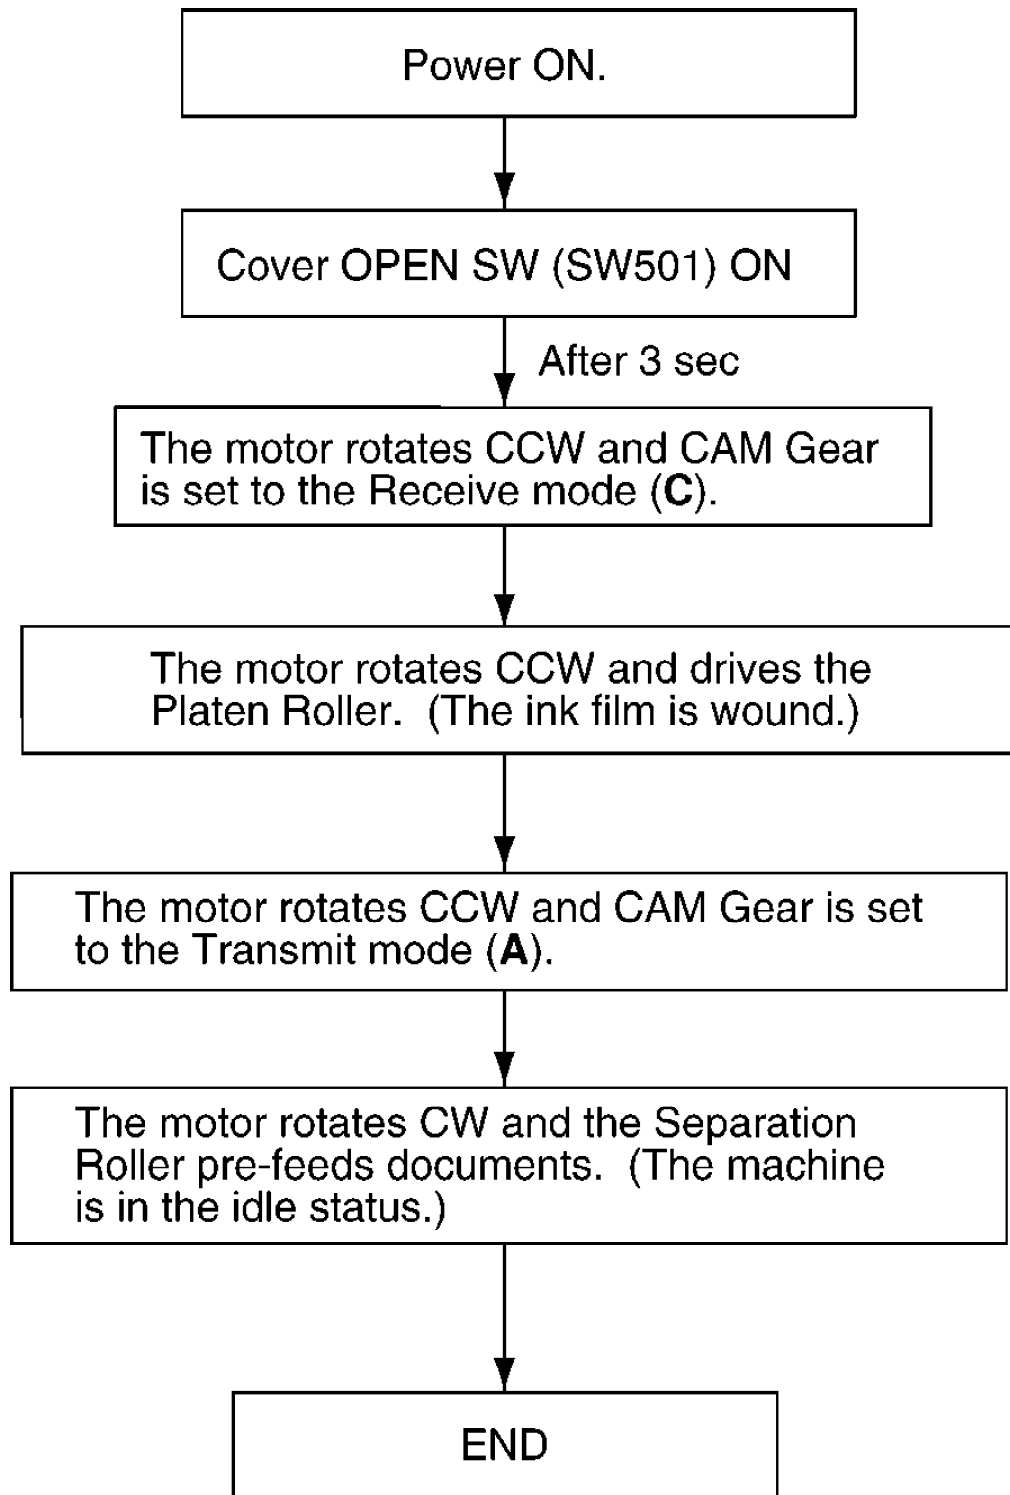 Power ON.
Cover OPEN SW (SW501) ON
After 3 sec
The motor rotates CCW and CAM Gear
is set to the Receive mode (C).
The motor rotates CCW and drives the
Platen Roller.  (The ink film is wound.)
The motor rotates CCW and CAM Gear is set
to the Transmit mode (A).
The motor rotates CW and the Separation
Roller pre-feeds documents.  (The machine
is in the idle status.)
END